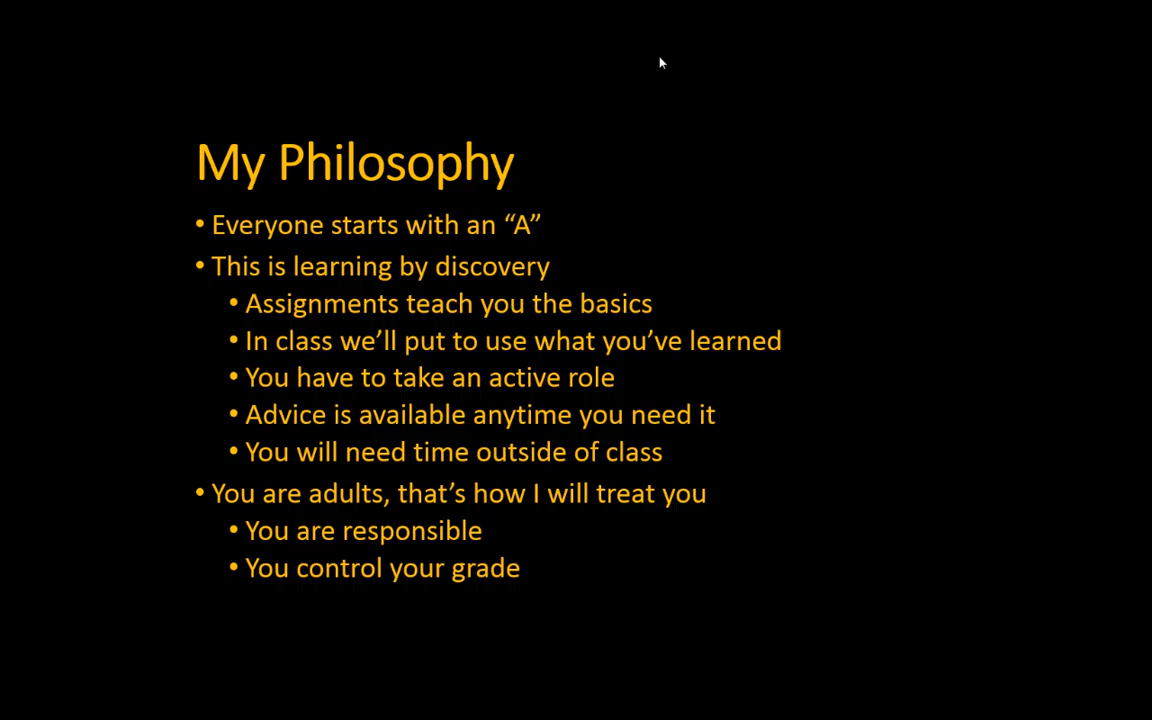 My Philosophy
• Everyone starts with an “A”
• This is learning by discovery
• Assignments teach you the basics
• In class we’ll put to use what you’ve learned
• You have to take an active role
• Advice is available anytime you need it
• You will need time outside of class
• You are adults, that’s how I will treat you
• You are responsible
• You control your grade